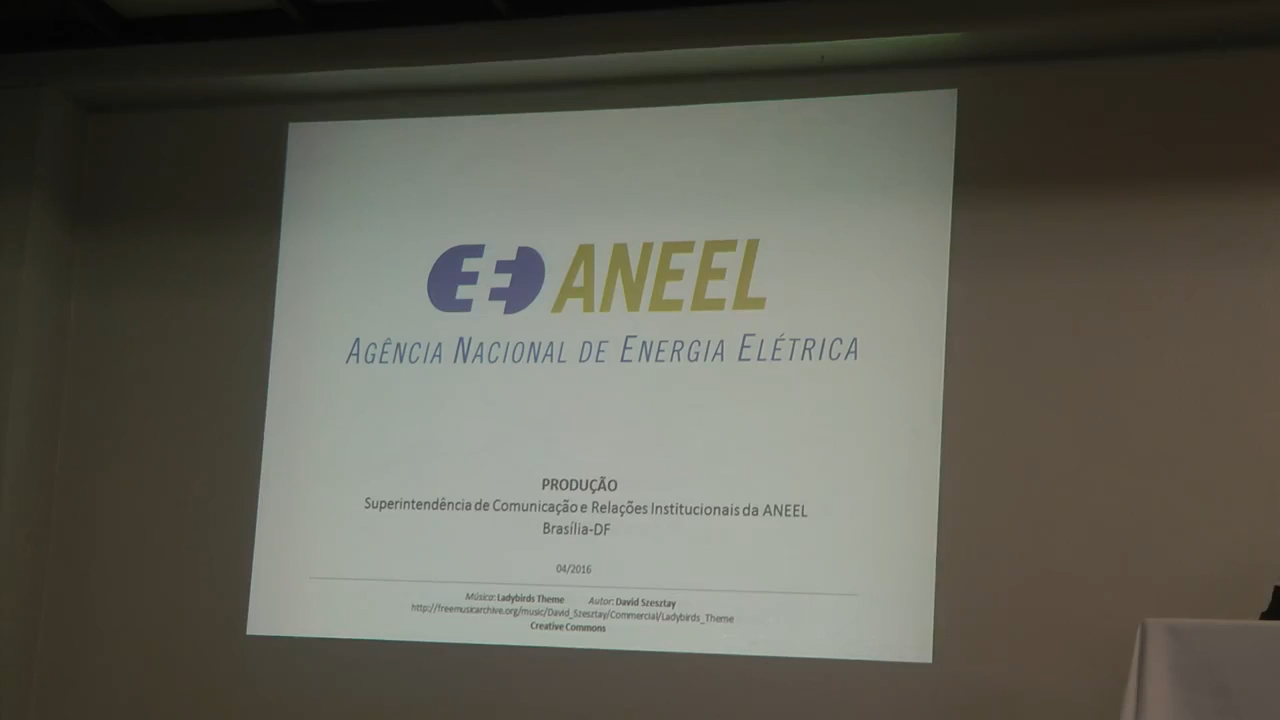 ANEEL
AGÊNCIA NACIONAL DE ENERGIA ELÉTRICA
PRODUÇÃO
Superintendência de Comunicação e Relações Institucionais da ANEEL
Brasília-DF
04/2016
Música: Ladybirds Theme Autor: David Szesztay
http://freemusicarchive.org/music/David_Szesztay/Commercial/Ladybirds_Theme
Creative Commons